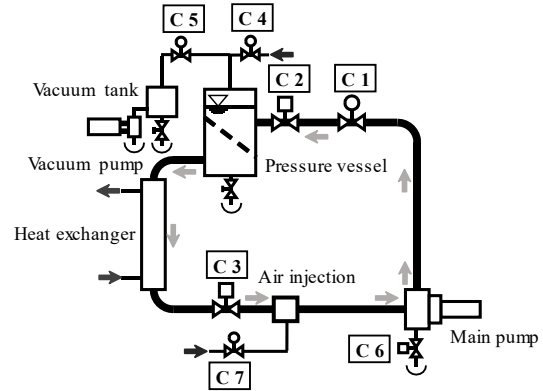 C 5
C 4
Vacuum tank
C 2
C 1
Vacuum pump
Pressure vessel
Heat exchanger
C 3
Air injection
Main pump
C 6
C 7